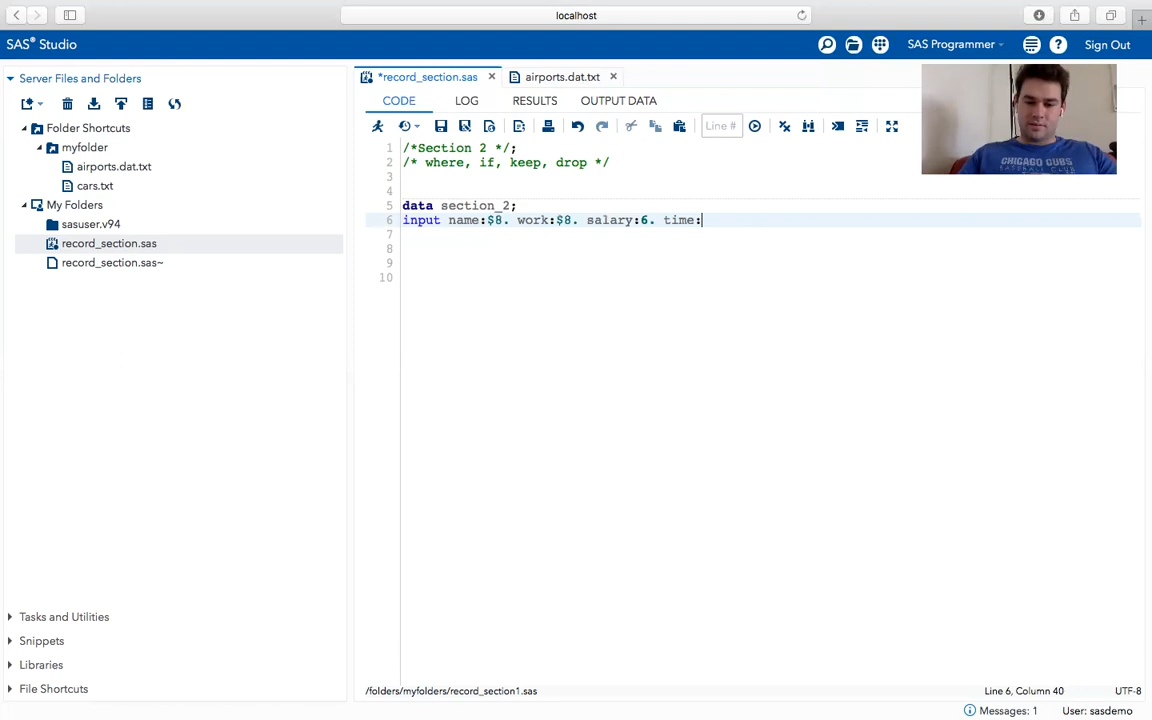 localhost
SAS® Studio
SAS Programmer
Sign Out
Server Files and Folders
Folder Shortcuts
myfolder
airports.dat.txt
cars.txt
My Folders
sasuser.v94
record_section.sas
record_section.sas~
Tasks and Utilities
Snippets
Libraries
File Shortcuts
*record_section.sas
airports.dat.txt
CODE LOG RESULTS OUTPUT DATA
Line #
1 /*Section 2 */;
2 /* where, if, keep, drop */
3
4
5 data section_2;
6 input name:$8. work:$8. salary:6. time:
7
8
9
10
CHICAGO CUBS
BASEBALL CLUB
/folders/myfolders/record_section1.sas
Line 6, Column 40
UTF-8
Messages: 1
User: sasdemo